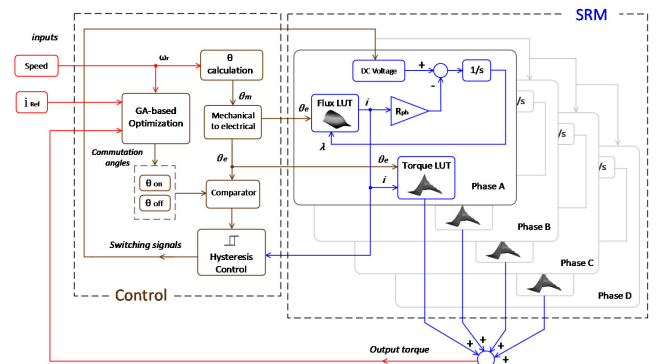 SRM
inputs
Speed
ωr
θ
calculation
i Ref
GA-based
Optimization
θm
Mechanical
to electrical
θe
θe
Commutation
angles
θ on
θ off
Comparator
Switching signals
Hysteresis
Control
Control
DC Voltage
+
-
1/s
Flux LUT
i
Rph
λ
θe
Torque LUT
i
Phase A
/s
Phase B
/s
Phase C
Phase D
+
+
+
+
Output torque